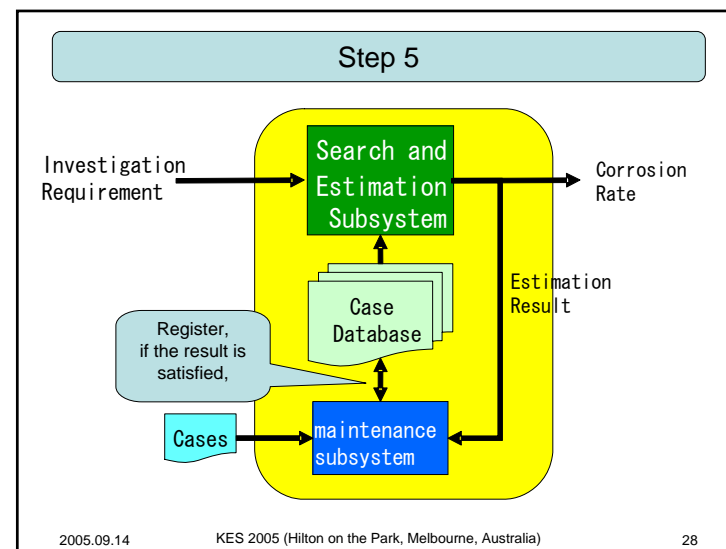 Step 5
Investigation
Requirement
Search and
Estimation
Subsystem
Corrosion
Rate
Estimation
Result
Case
Database
Register,
if the result is
satisfied,
Cases
maintenance
subsystem
2005.09.14
KES 2005 (Hilton on the Park, Melbourne, Australia)
28